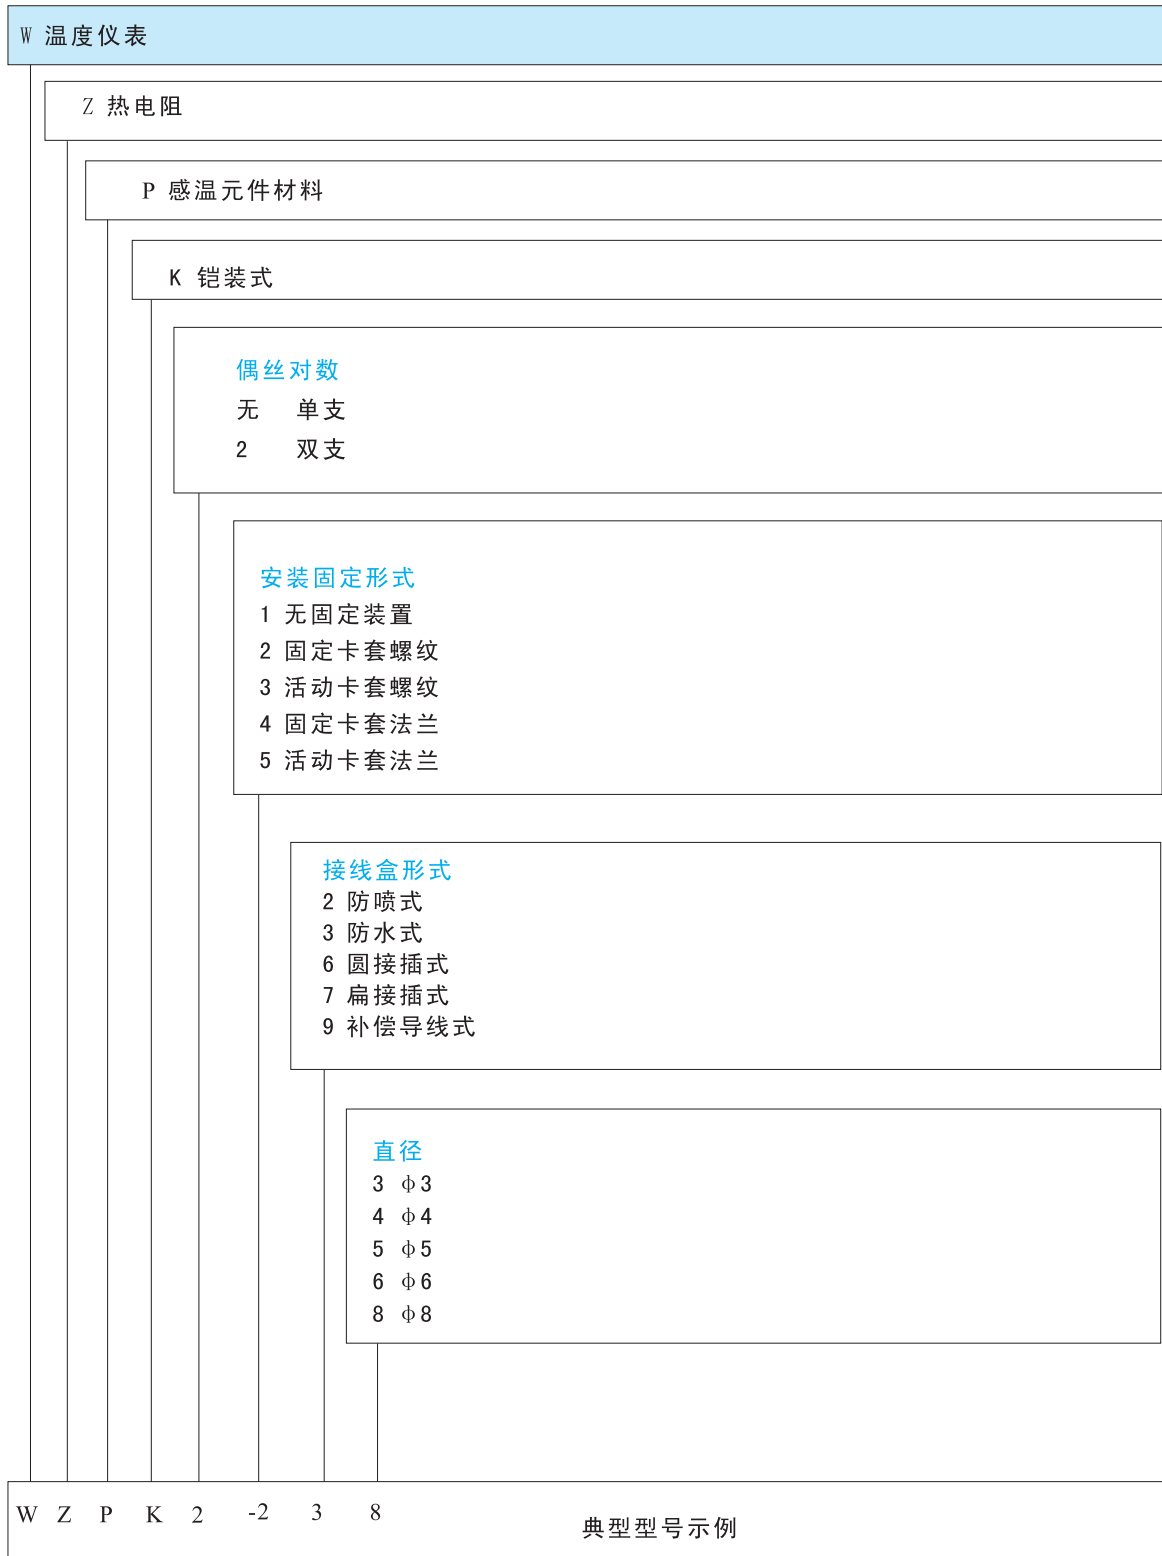 W 温度仪表
Z 热电阻
P 感温元件材料
K 铠装式
偶丝对数
无 单支
2 双支
安装固定形式
1 无固定装置
2 固定卡套螺纹
3 活动卡套螺纹
4 固定卡套法兰
5 活动卡套法兰
接线盒形式
2 防喷式
3 防水式
6 圆接插式
7 扁接插式
9 补偿导线式
直径
3 φ3
4 φ4
5 φ5
6 φ6
8 φ8
W Z P K 2 -2 3 8 典型型号示例